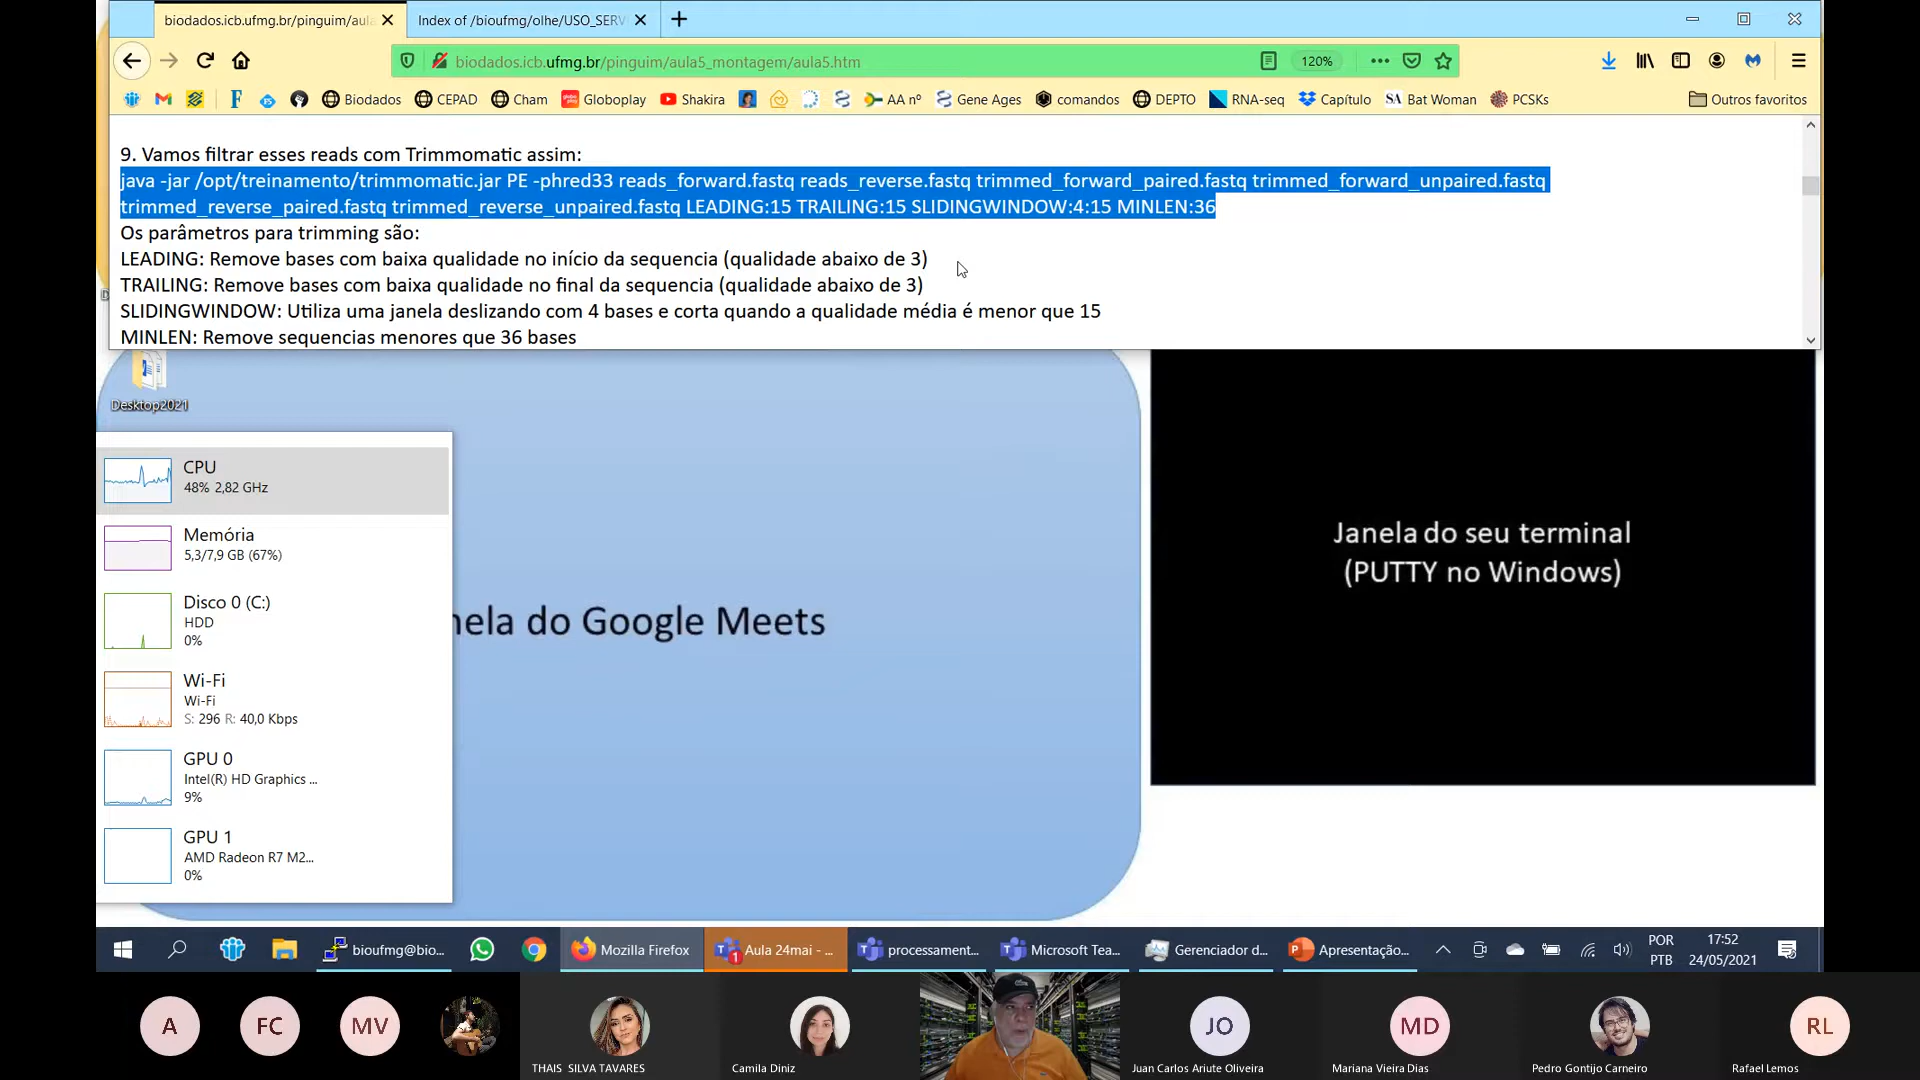 biodados.icb.ufmg.br/pinguim/aula
Index of /bioufmg/olhe/USO_SERV
biodados.icb.ufmg.br/pinguim/aula5_montagem/aula5.htm
120%
Biodados
CEPAD
Cham
Globoplay
Shakira
AA nº
Gene Ages
comandos
DEPTO
RNA-seq
Capítulo
SA Bat Woman
PCSKs
Outros favoritos
9. Vamos filtrar esses reads com Trimmomatic assim:
java -jar /opt/treinamento/trimmomatic.jar PE -phred33 reads_forward.fastq reads_reverse.fastq trimmed_forward_paired.fastq trimmed_forward_unpaired.fastq
trimmed_reverse_paired.fastq trimmed_reverse_unpaired.fastq LEADING:15 TRAILING:15 SLIDINGWINDOW:4:15 MINLEN:36
Os parâmetros para trimming são:
LEADING: Remove bases com baixa qualidade no início da sequencia (qualidade abaixo de 3)
TRAILING: Remove bases com baixa qualidade no final da sequencia (qualidade abaixo de 3)
SLIDINGWINDOW: Utiliza uma janela deslizando com 4 bases e corta quando a qualidade média é menor que 15
MINLEN: Remove sequencias menores que 36 bases
Desktop2021
CPU
48% 2,82 GHz
Memória
5,3/7,9 GB (67%)
Disco 0 (C:)
HDD
0%
Wi-Fi
Wi-Fi
S: 296 R: 40,0 Kbps
GPU 0
Intel(R) HD Graphics ...
9%
GPU 1
AMD Radeon R7 M2...
0%
nela do Google Meets
Janela do seu terminal
(PUTTY no Windows)
bioufmg@bio...
Mozilla Firefox
1
Aula 24mai - ...
processament...
Microsoft Tea...
Gerenciador d...
Apresentação...
POR
PTB
17:52
24/05/2021
A
FC
MV
THAIS SILVA TAVARES
Camila Diniz
JO
Juan Carlos Ariute Oliveira
MD
Mariana Vieira Dias
Pedro Gontijo Carneiro
RL
Rafael Lemos